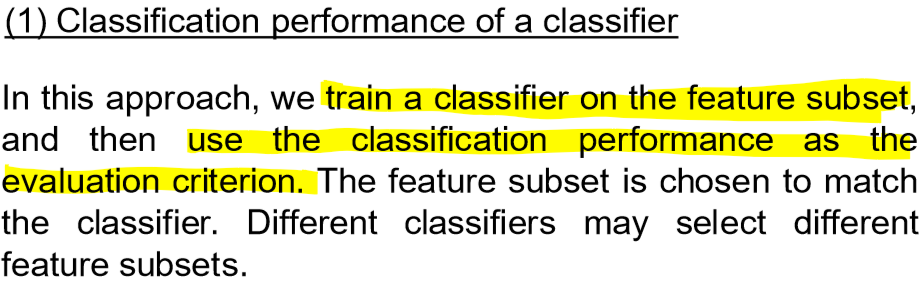 (1) Classification performance of a classifier
In this approach, we train a classifier on the feature subset,
and then use the classification performance as the
evaluation criterion. The feature subset is chosen to match
the classifier. Different classifiers may select different
feature subsets.